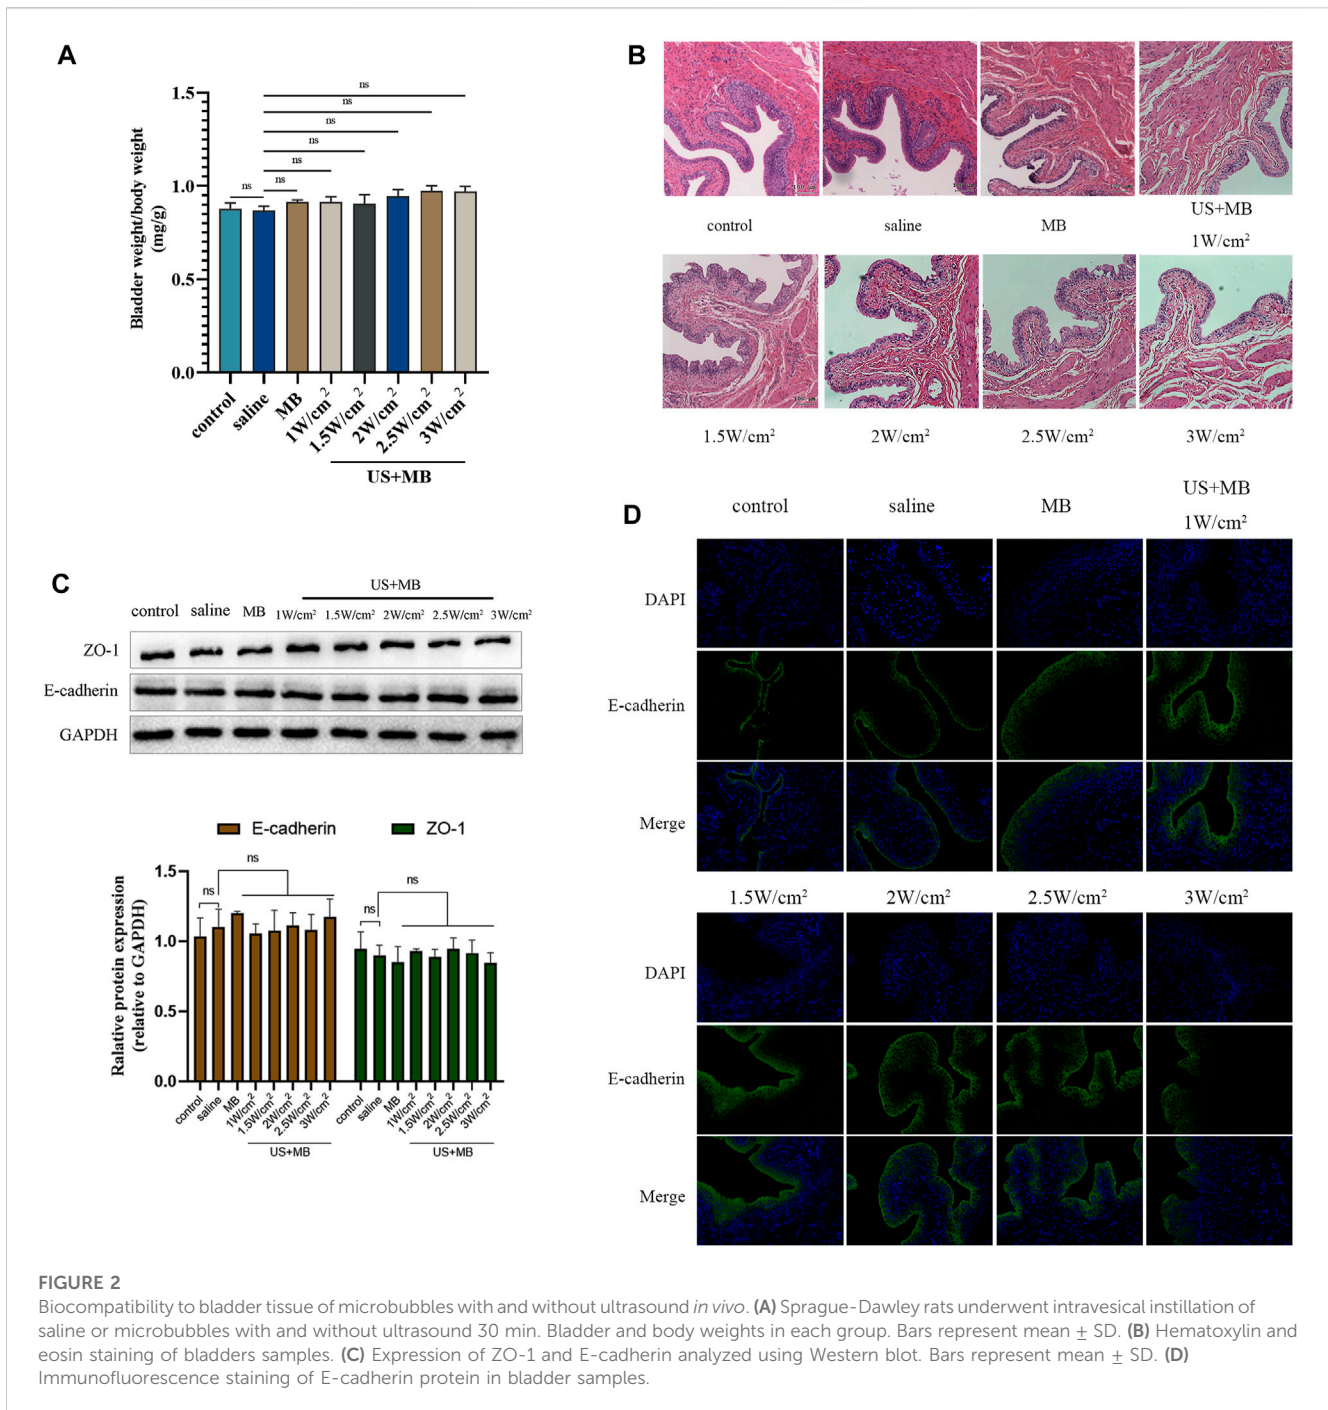 A
1.5
1.0
0.5
0.0
Bladder weight/body weight
(mg/g)
ns
ns
ns
ns
ns
ns
ns
control
saline
MB
1W/cm²
1.5W/cm²
2W/cm²
2.5W/cm²
3W/cm²
US+MB
B
100 μm
100 μm
control
saline
MB
US+MB
1W/cm²
100 μm
1.5W/cm²
2W/cm²
2.5W/cm²
3W/cm²
C
US+MB
control
saline
MB
1W/cm²
1.5W/cm²
2W/cm²
2.5W/cm²
3W/cm²
ZO-1
E-cadherin
GAPDH
E-cadherin
ZO-1
Ralative protein expression
(relative to GAPDH)
1.5
1.0
0.5
0.0
ns
ns
ns
ns
control
saline
MB
1W/cm²
1.5W/cm²
2W/cm²
2.5W/cm²
3W/cm²
US+MB
control
saline
MB
1W/cm²
1.5W/cm²
2W/cm²
2.5W/cm²
3W/cm²
US+MB
D
control
saline
MB
US+MB
1W/cm²
DAPI
E-cadherin
Merge
1.5W/cm²
2W/cm²
2.5W/cm²
3W/cm²
DAPI
E-cadherin
Merge
FIGURE 2
Biocompatibility to bladder tissue of microbubbles with and without ultrasound in vivo. (A) Sprague-Dawley rats underwent intravesical instillation of
saline or microbubbles with and without ultrasound 30 min. Bladder and body weights in each group. Bars represent mean ± SD. (B) Hematoxylin and
eosin staining of bladders samples. (C) Expression of ZO-1 and E-cadherin analyzed using Western blot. Bars represent mean ± SD. (D)
Immunofluorescence staining of E-cadherin protein in bladder samples.